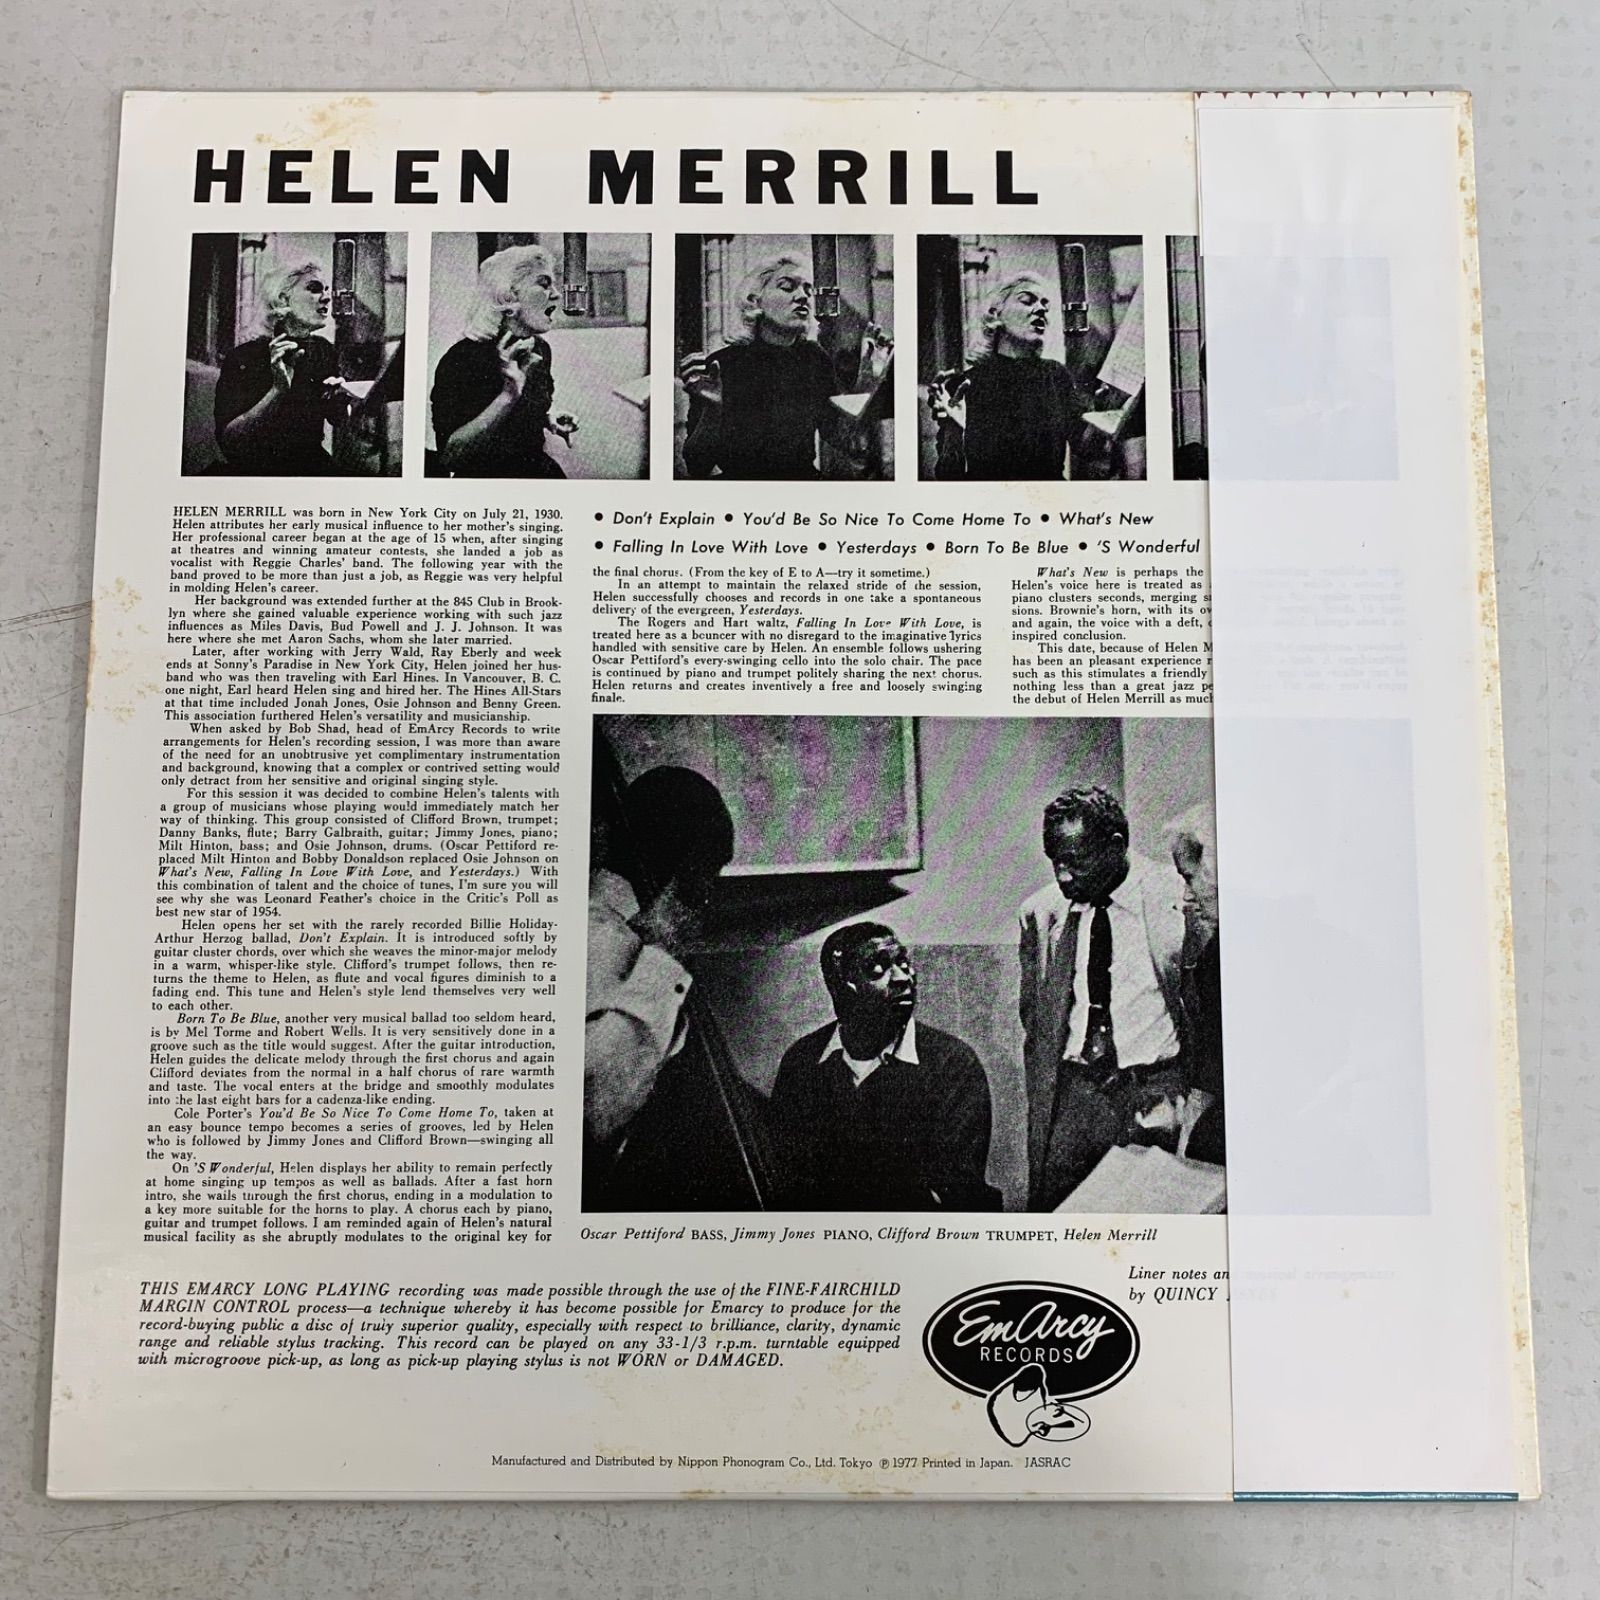 HELEN MERRILL
HELEN MERRILL was born in New York City on July 21, 1930.
Helen attributes her early musical influence to her mother's singing.
Her professional career began at the age of 15 when, after singing
at theatres and winning amateur contests, she landed a job as
vocalist with Reggie Charles' band. The following year with the
band proved to be more than just a job, as Reggie was very helpful
in molding Helen's career.
Her background was extended further at the 845 Club in Brook-
lyn where she gained valuable experience working with such jazz
influences as Miles Davis, Bud Powell and J. J. Johnson. It was
here where she met Aaron Sachs, whom she later married.
Later, after working with Jerry Wald, Ray Eberly and week
ends at Sonny's Paradise in New York City, Helen joined her hus-
band who was then traveling with Earl Hines. In Vancouver, B. C.
one night, Earl heard Helen sing and hired her. The Hines All-Stars
at that time included Jonah Jones, Osie Johnson and Benny Green.
This association furthered Helen's versatility and musicianship.
When asked by Bob Shad, head of EmArcy Records to write
arrangements for Helen's recording session, I was more than aware
of the need for an unobtrusive yet complimentary instrumentation
and background, knowing that a complex or contrived setting would
only detract from her sensitive and original singing style.
For this session it was decided to combine Helen's talents with
a group of musicians whose playing would immediately match her
way of thinking. This group consisted of Clifford Brown, trumpet;
Danny Banks, flute; Barry Galbraith, guitar; Jimmy Jones, piano;
Milt Hinton, bass; and Osie Johnson, drums. (Oscar Pettiford re-
placed Milt Hinton and Bobby Donaldson replaced Osie Johnson on
What's New, Falling In Love With Love, and Yesterdays.) With
this combination of talent and the choice of tunes, I'm sure you will
see why she was Leonard Feather's choice in the Critic's Poll as
best new star of 1954.
Helen opens her set with the rarely recorded Billie Holiday-
Arthur Herzog ballad, Don't Explain. It is introduced softly by
guitar cluster chords, over which she weaves the minor-major melody
in a warm, whisper-like style. Clifford's trumpet follows, then re-
turns the theme to Helen, as flute and vocal figures diminish to a
fading end. This tune and Helen's style lend themselves very well
to each other.
Born To Be Blue, another very musical ballad too seldom heard,
is by Mel Torme and Robert Wells. It is very sensitively done in a
groove such as the title would suggest. After the guitar introduction,
Helen guides the delicate melody through the first chorus and again
Clifford deviates from the normal in a half chorus of rare warmth
and taste. The vocal enters at the bridge and smoothly modulates
into the last eight bars for a cadenza-like ending.
Cole Porter's You'd Be So Nice To Come Home To, taken at
an easy bounce tempo becomes a series of grooves, led by Helen
who is followed by Jimmy Jones and Clifford Brown—swinging all
the way.
On 'S Wonderful, Helen displays her ability to remain perfectly
at home singing up tempos as well as ballads. After a fast horn
intro, she wails through the first chorus, ending in a modulation to
a key more suitable for the horns to play. A chorus each by piano,
guitar and trumpet follows. I am reminded again of Helen's natural
musical facility as she abruptly modulates to the original key for
• Don't Explain • You'd Be So Nice To Come Home To • What's New
• Falling In Love With Love • Yesterdays • Born To Be Blue • 'S Wonderful
the final chorus. (From the key of E to A—try it sometime.)
In an attempt to maintain the relaxed stride of the session,
Helen successfully chooses and records in one take a spontaneous
delivery of the evergreen, Yesterdays.
The Rogers and Hart waltz, Falling In Love With Love, is
treated here as a bouncer with no disregard to the imaginative lyrics
handled with sensitive care by Helen. An ensemble follows ushering
Oscar Pettiford's every-swinging cello into the solo chair. The pace
is continued by piano and trumpet politely sharing the next chorus.
Helen returns and creates inventively a free and loosely swinging
finale.
What's New is perhaps the
Helen's voice here is treated as
piano clusters seconds, merging
sions. Brownie's horn, with its
and again, the voice with a deft,
inspired conclusion.
This date, because of Helen M
has been an pleasant experience
such as this stimulates a friendly
nothing less than a great jazz
the debut of Helen Merrill as much
Oscar Pettiford BASS, Jimmy Jones PIANO, Clifford Brown TRUMPET, Helen Merrill
THIS EMARCY LONG PLAYING recording was made possible through the use of the FINE-FAIRCHILD
MARGIN CONTROL process—a technique whereby it has become possible for Emarcy to produce for the
record-buying public a disc of truly superior quality, especially with respect to brilliance, clarity, dynamic
range and reliable stylus tracking. This record can be played on any 33-1/3 r.p.m. turntable equipped
with microgroove pick-up, as long as pick-up playing stylus is not WORN or DAMAGED.
Liner notes an
by QUINCY
EmArcy
RECORDS
Manufactured and Distributed by Nippon Phonogram Co., Ltd. Tokyo ℗ 1977 Printed in Japan. JASRAC